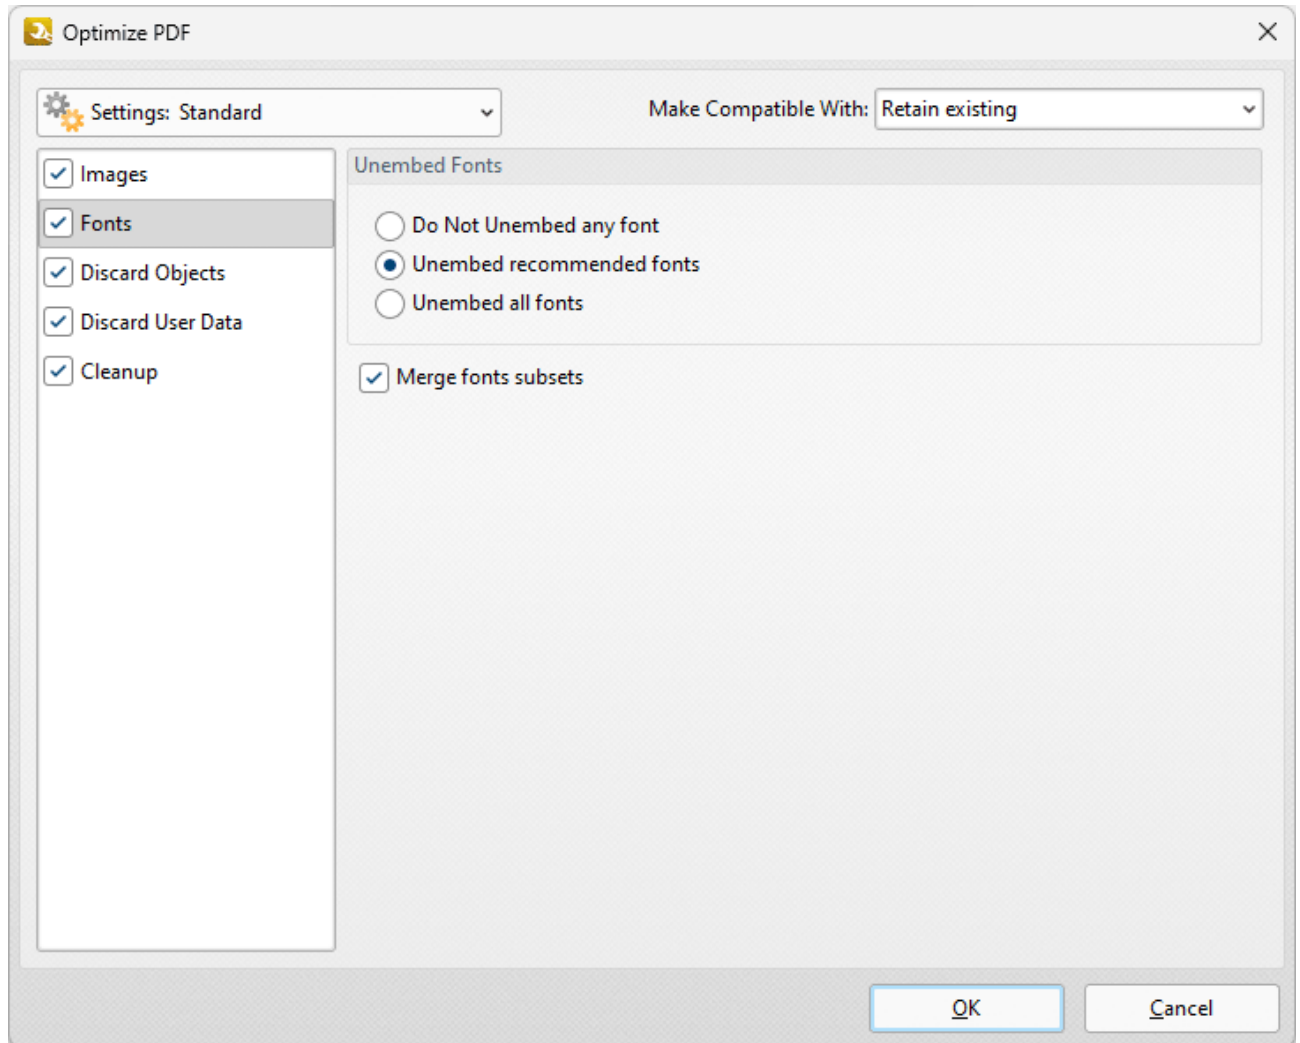 Optimize PDF
Settings: Standard
Make Compatible With: Retain existing
Images
Fonts
Discard Objects
Discard User Data
Cleanup
Unembed Fonts
Do Not Unembed any font
Unembed recommended fonts
Unembed all fonts
Merge fonts subsets
OK
Cancel